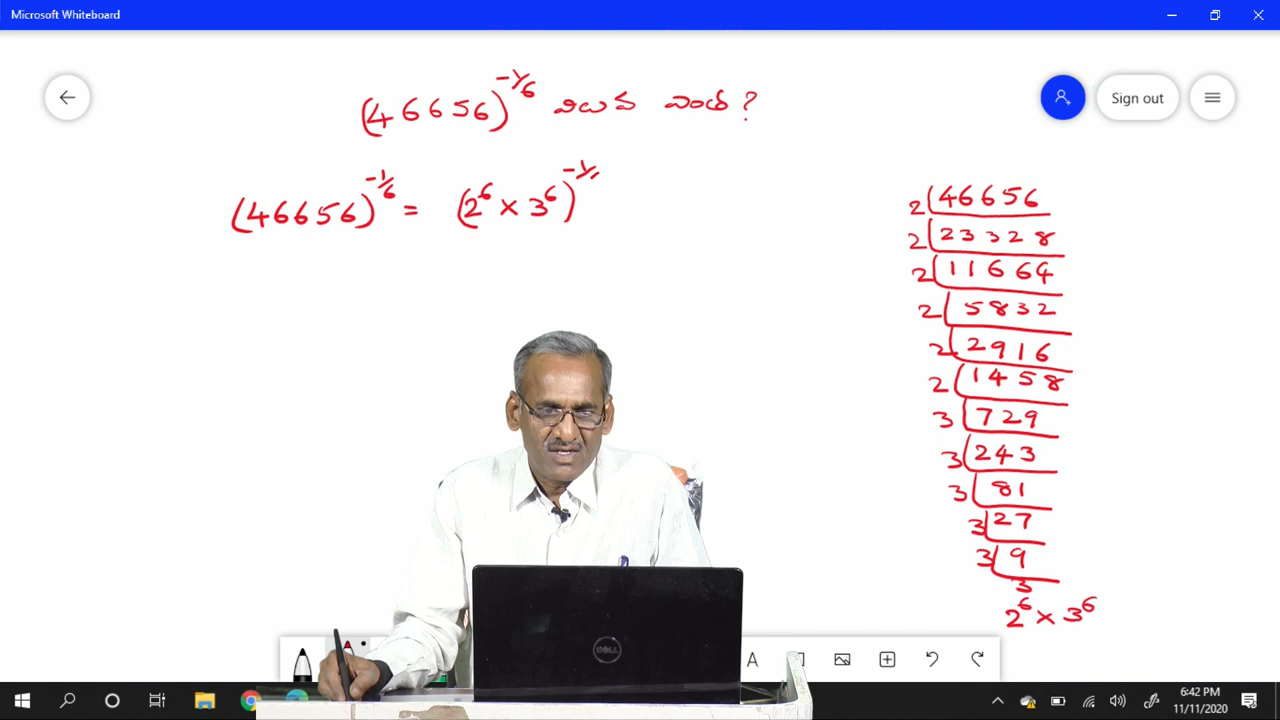 Microsoft Whiteboard
Sign out
(46656)^-1/6 విలువ ఎంత?
(46656)^-1/6 = (2^6 × 3^6)^-1/
2 | 46656
2 | 23328
2 | 11664
2 | 5832
2 | 2916
2 | 1458
3 | 729
3 | 243
3 | 81
3 | 27
3 | 9
3
2^6 × 3^6
DELL
A
6:42 PM
11/11/2020